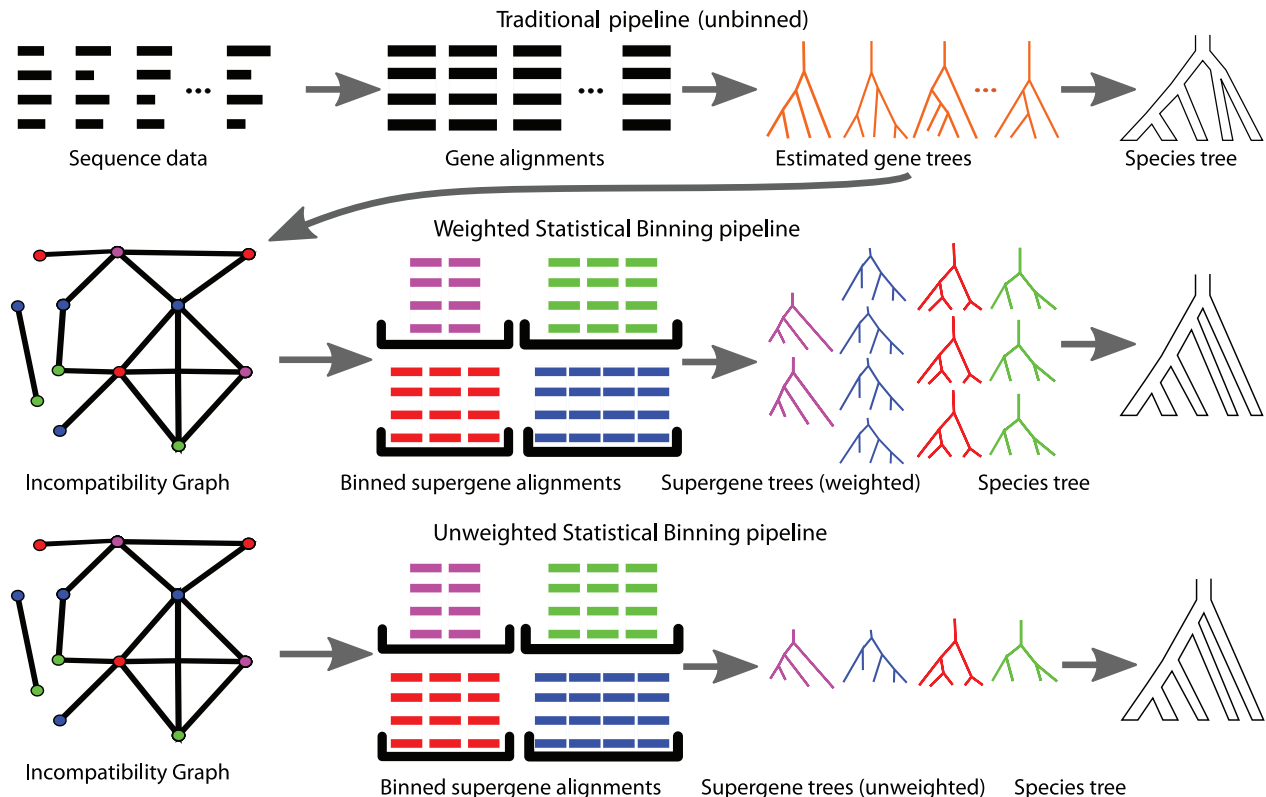 Traditional pipeline (unbinned)
Sequence data
Gene alignments
Estimated gene trees
Species tree
Weighted Statistical Binning pipeline
Incompatibility Graph
Binned supergene alignments
Supergene trees (weighted)
Species tree
Unweighted Statistical Binning pipeline
Incompatibility Graph
Binned supergene alignments
Supergene trees (unweighted)
Species tree